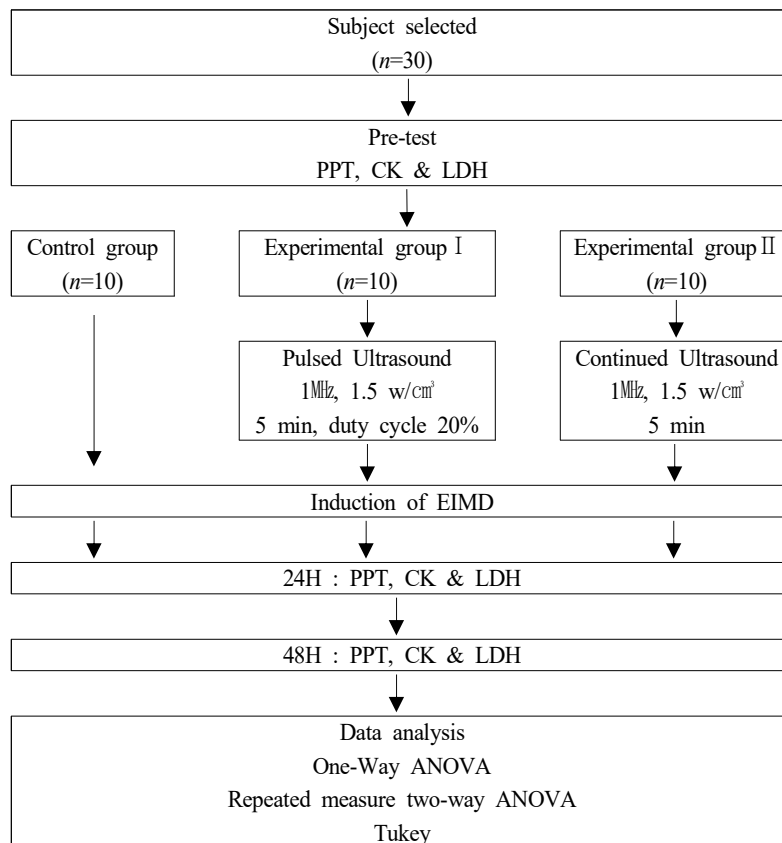 Subject selected
(n=30)
Pre-test
PPT, CK & LDH
Control group
(n=10)
Experimental group Ⅰ
(n=10)
Experimental group Ⅱ
(n=10)
Pulsed Ultrasound
1㎒, 1.5 w/㎤
5 min, duty cycle 20%
Continued Ultrasound
1㎒, 1.5 w/㎤
5 min
Induction of EIMD
24H : PPT, CK & LDH
48H : PPT, CK & LDH
Data analysis
One-Way ANOVA
Repeated measure two-way ANOVA
Tukey